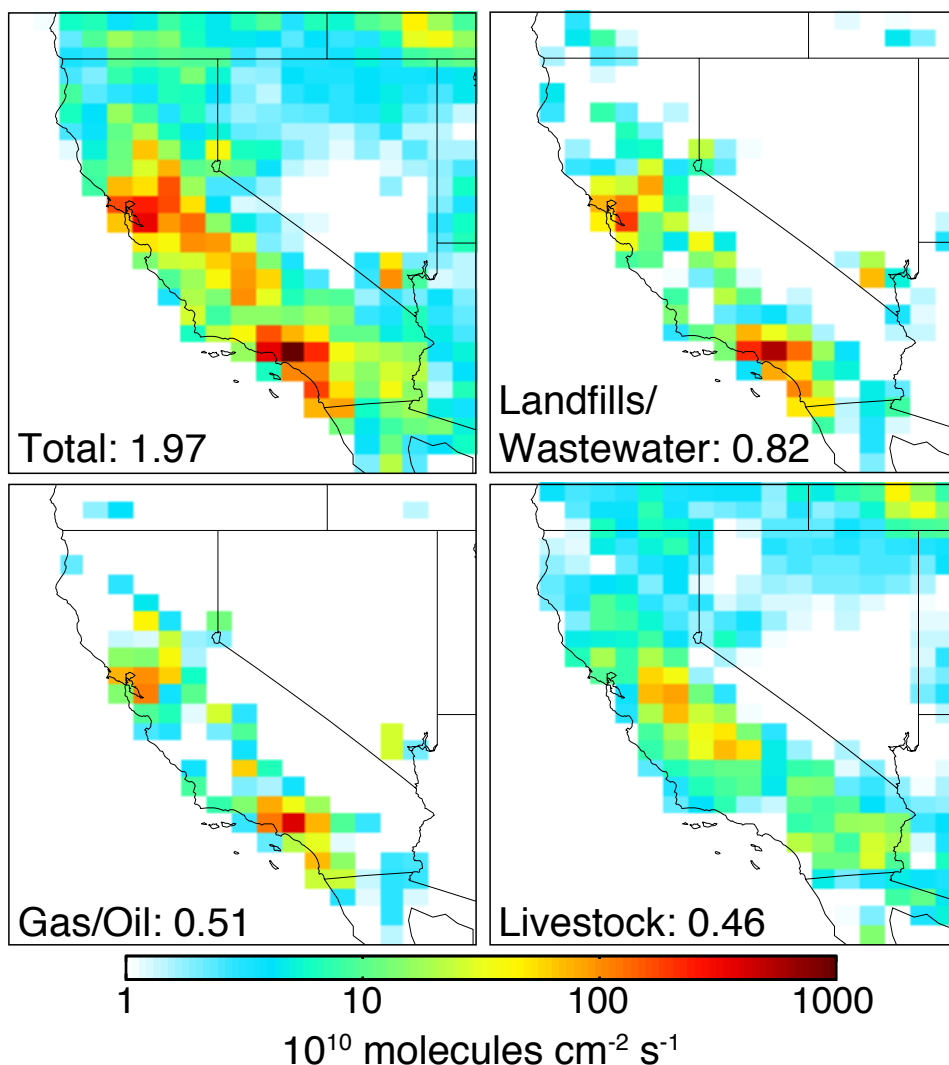 Total: 1.97
Landfills/
Wastewater: 0.82
Gas/Oil: 0.51
Livestock: 0.46
1 10 100 1000
10¹⁰ molecules cm⁻² s⁻¹